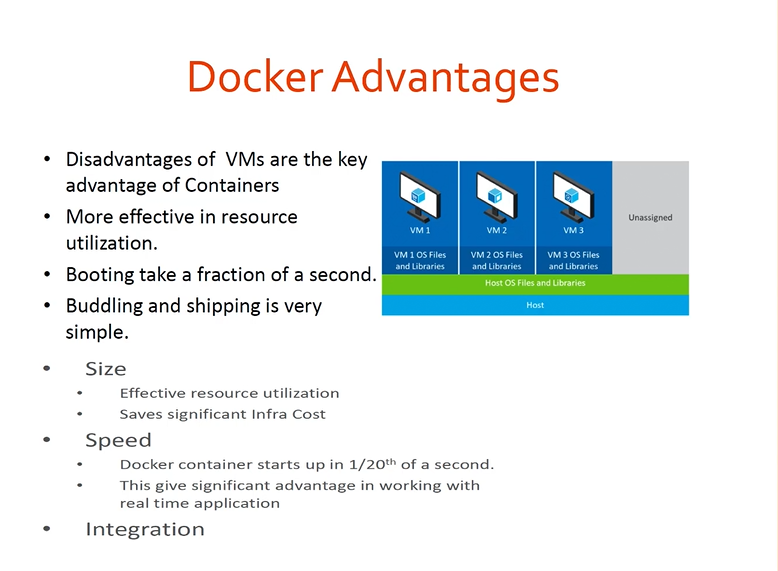 Docker Advantages
• Disadvantages of VMs are the key
advantage of Containers
• More effective in resource
utilization.
• Booting take a fraction of a second.
• Buddling and shipping is very
simple.
• Size
• Effective resource utilization
• Saves significant Infra Cost
• Speed
• Docker container starts up in 1/20th of a second.
• This give significant advantage in working with
real time application
• Integration
VM 1
VM 2
VM 3
Unassigned
VM 1 OS Files
and Libraries
VM 2 OS Files
and Libraries
VM 3 OS Files
and Libraries
Host OS Files and Libraries
Host